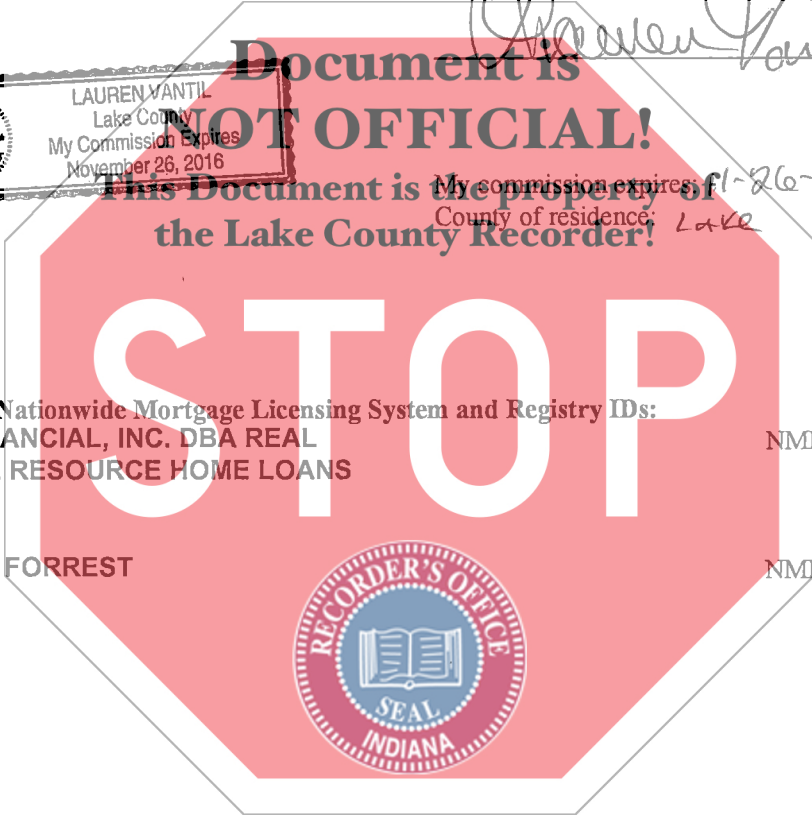 Document is
LAUREN VANTIL
Lake County
My Commission Expires
November 26, 2016
NOT OFFICIAL!
This Document is the property of
the Lake County Recorder!
My commission expires: 11-26-
County of residence: Lake
STOP
Nationwide Mortgage Licensing System and Registry IDs:
ANCIAL, INC. DBA REAL
RESOURCE HOME LOANS
FORREST
RECORDER'S OFFICE
SEAL
INDIANA